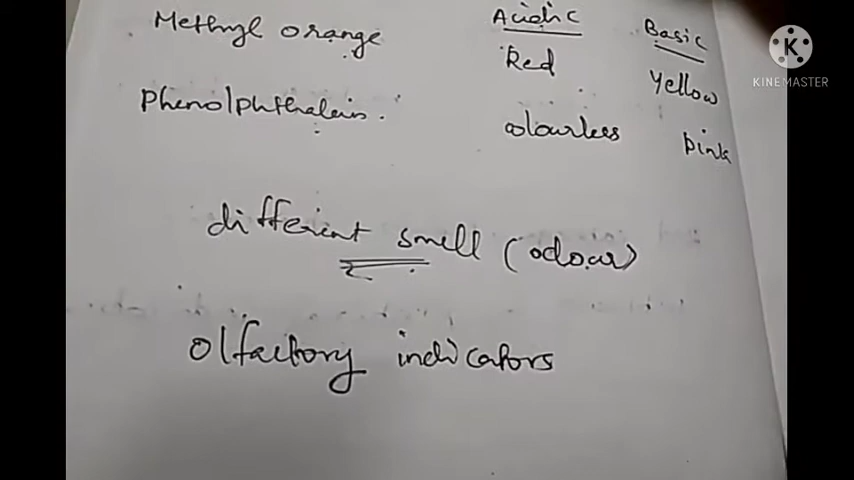 Methyl orange Acidic Basic
Red Yellow
Phenolphthalein. colourless pink
different smell (odour)
olfactory indicators
K
KINEMASTER